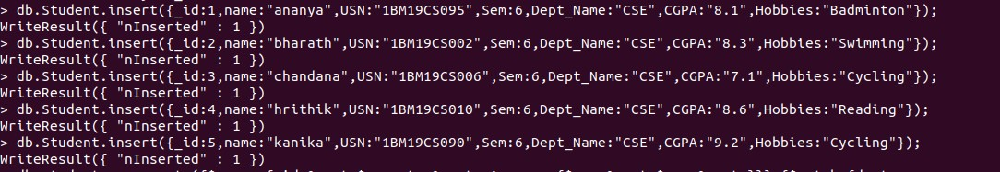 > db.Student.insert({_id:1,name:"ananya",USN:"1BM19CS095",Sem:6,Dept_Name:"CSE",CGPA:"8.1",Hobbies:"Badminton"});
WriteResult({ "nInserted" : 1 })
> db.Student.insert({_id:2,name:"bharath",USN:"1BM19CS002",Sem:6,Dept_Name:"CSE",CGPA:"8.3",Hobbies:"Swimming"});
WriteResult({ "nInserted" : 1 })
> db.Student.insert({_id:3,name:"chandana",USN:"1BM19CS006",Sem:6,Dept_Name:"CSE",CGPA:"7.1",Hobbies:"Cycling"});
WriteResult({ "nInserted" : 1 })
> db.Student.insert({_id:4,name:"hrithik",USN:"1BM19CS010",Sem:6,Dept_Name:"CSE",CGPA:"8.6",Hobbies:"Reading"});
WriteResult({ "nInserted" : 1 })
> db.Student.insert({_id:5,name:"kanika",USN:"1BM19CS090",Sem:6,Dept_Name:"CSE",CGPA:"9.2",Hobbies:"Cycling"});
WriteResult({ "nInserted" : 1 })